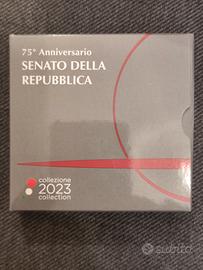 75° Anniversario
SENATO DELLA
REPUBBLICA
collezione
2023
collection
subito